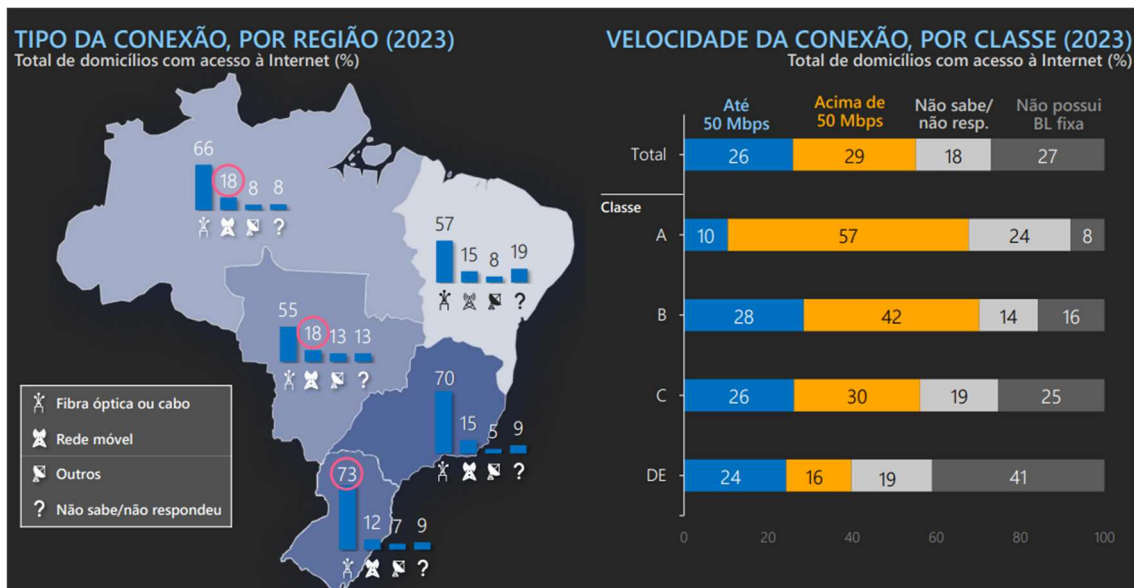 TIPO DA CONEXÃO, POR REGIÃO (2023)
Total de domicílios com acesso à Internet (%)
66
18
8
8
57
15
8
19
55
18
13
13
70
15
5
9
73
12
7
9
Fibra óptica ou cabo
Rede móvel
Outros
? Não sabe/não respondeu
VELOCIDADE DA CONEXÃO, POR CLASSE (2023)
Total de domicílios com acesso à Internet (%)
Até
50 Mbps
Acima de
50 Mbps
Não sabe/
não resp.
Não possui
BL fixa
Total 26 29 18 27
Classe
A 10 57 24 8
B 28 42 14 16
C 26 30 19 25
DE 24 16 19 41
0 20 40 60 80 100